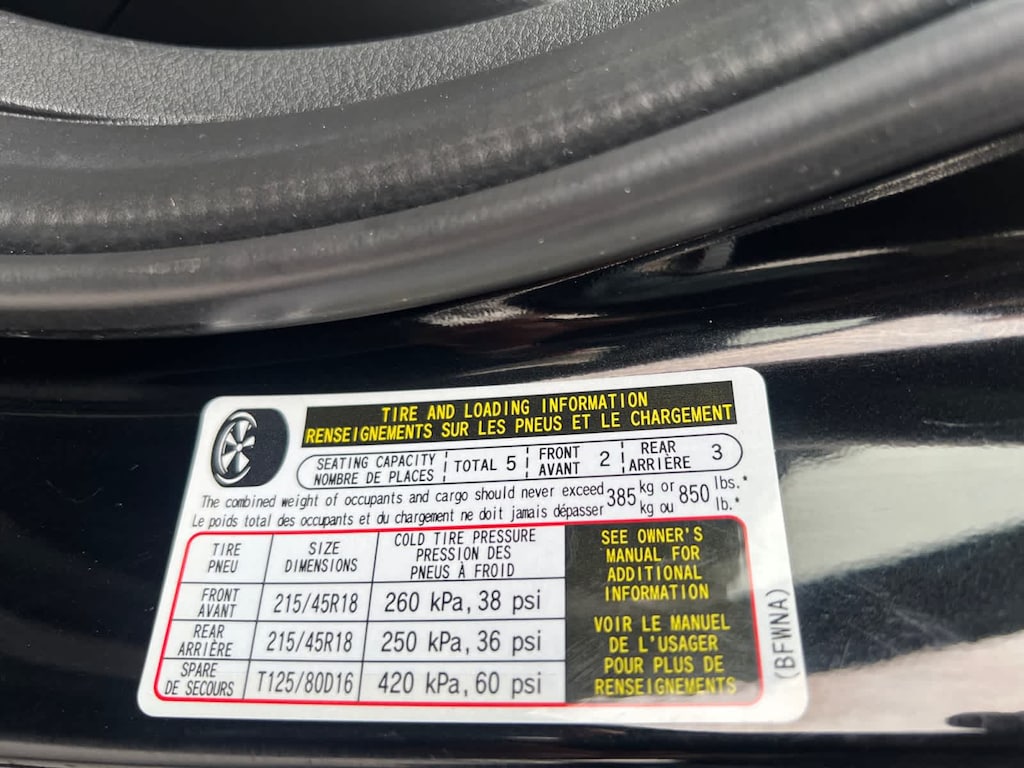 TIRE AND LOADING INFORMATION
RENSEIGNEMENTS SUR LES PNEUS ET LE CHARGEMENT
SEATING CAPACITY TOTAL 5 FRONT 2 REAR 3
NOMBRE DE PLACES AVANT ARRIÈRE
The combined weight of occupants and cargo should never exceed 385 kg or 850 lbs.*
Le poids total des occupants et du chargement ne doit jamais dépasser kg ou lb.*
TIRE
PNEU
SIZE
DIMENSIONS
COLD TIRE PRESSURE
PRESSION DES
PNEUS À FROID
FRONT
AVANT
215/45R18
260 kPa, 38 psi
REAR
ARRIÈRE
215/45R18
250 kPa, 36 psi
SPARE
DE SECOURS
T125/80D16
420 kPa, 60 psi
SEE OWNER'S
MANUAL FOR
ADDITIONAL
INFORMATION
VOIR LE MANUEL
DE L'USAGER
POUR PLUS DE
RENSEIGNEMENTS
(BFWNA)